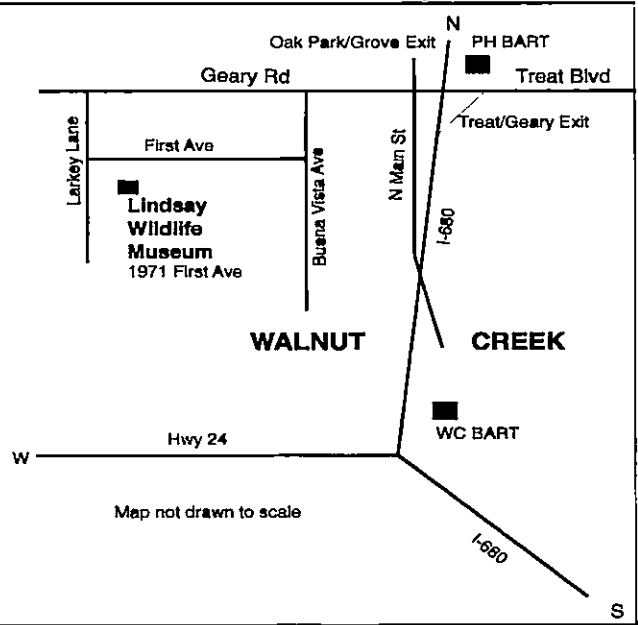 N
Oak Park/Grove Exit
PH BART
Geary Rd
Treat Blvd
Treat/Geary Exit
Larkey Lane
First Ave
Buena Vista Ave
N Main St
I-680
Lindsay
Wildlife
Museum
1971 First Ave
WALNUT CREEK
WC BART
Hwy 24
W
Map not drawn to scale
I-680
S